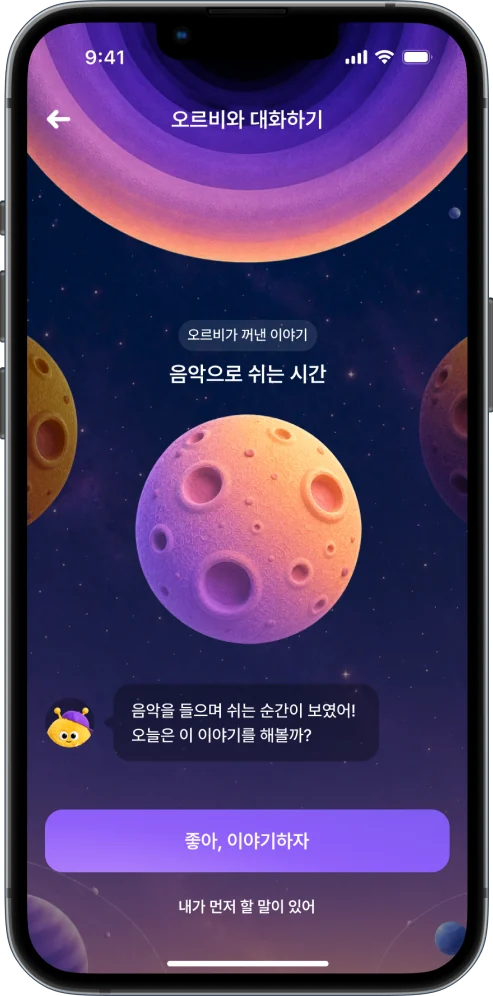 9:41
오르비와 대화하기
오르비가 꺼낸 이야기
음악으로 쉬는 시간
음악을 들으며 쉬는 순간이 보였어!
오늘은 이 이야기를 해볼까?
좋아, 이야기하자
내가 먼저 할 말이 있어